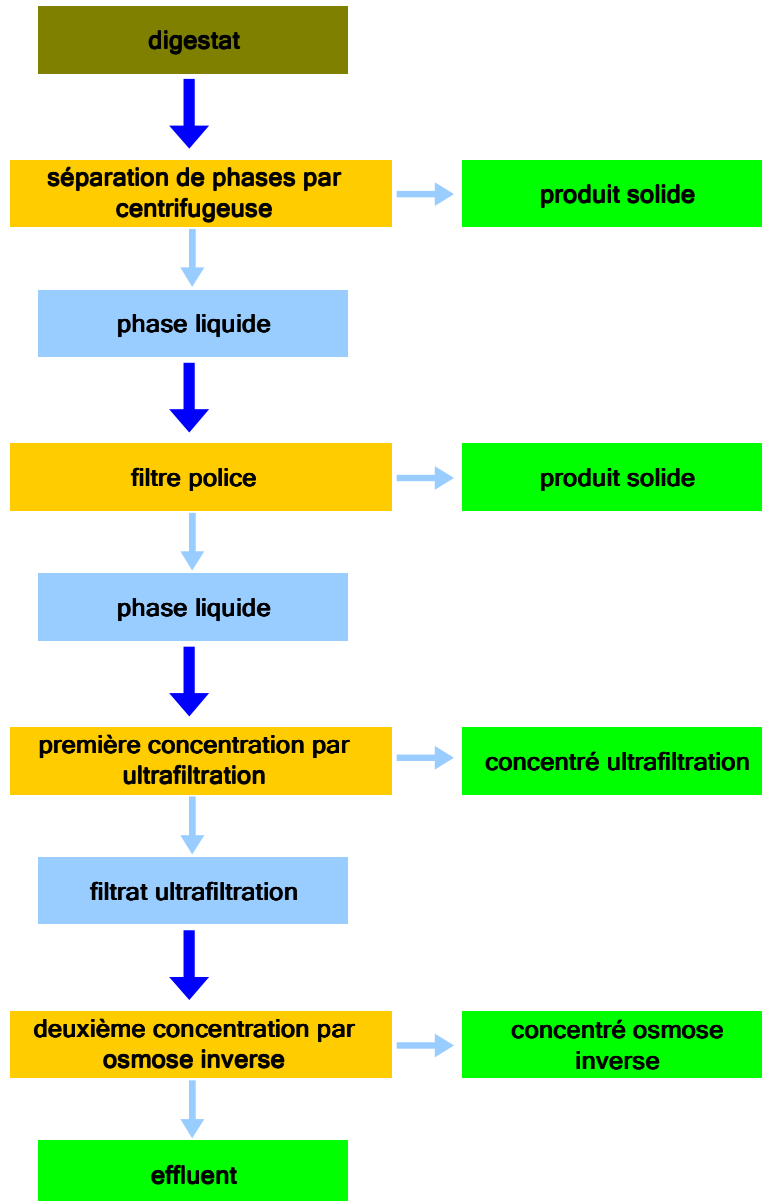 digestat
séparation de phases par
centrifugeuse
produit solide
phase liquide
filtre police
produit solide
phase liquide
première concentration par
ultrafiltration
concentré ultrafiltration
filtrat ultrafiltration
deuxième concentration par
osmose inverse
concentré osmose
inverse
effluent